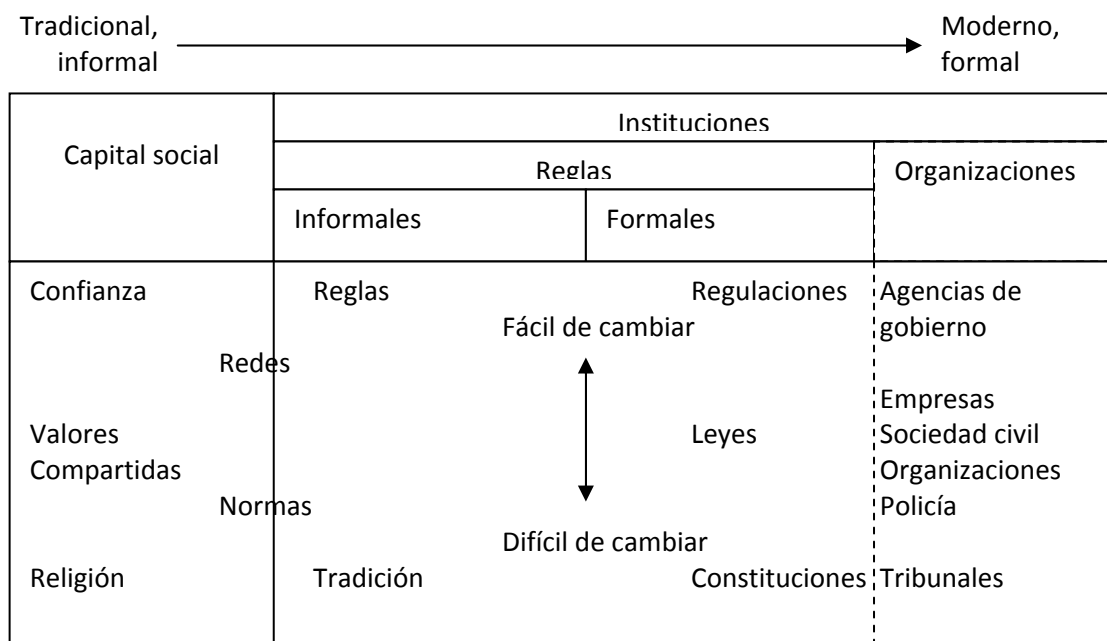 Tradicional,
informal
Moderno,
formal
Capital social
Instituciones
Reglas
Organizaciones
Informales
Formales
Confianza
Reglas
Regulaciones
Agencias de
gobierno
Fácil de cambiar
Redes
Empresas
Valores
Leyes
Sociedad civil
Compartidas
Organizaciones
Normas
Policía
Difícil de cambiar
Religión
Tradición
Constituciones
Tribunales